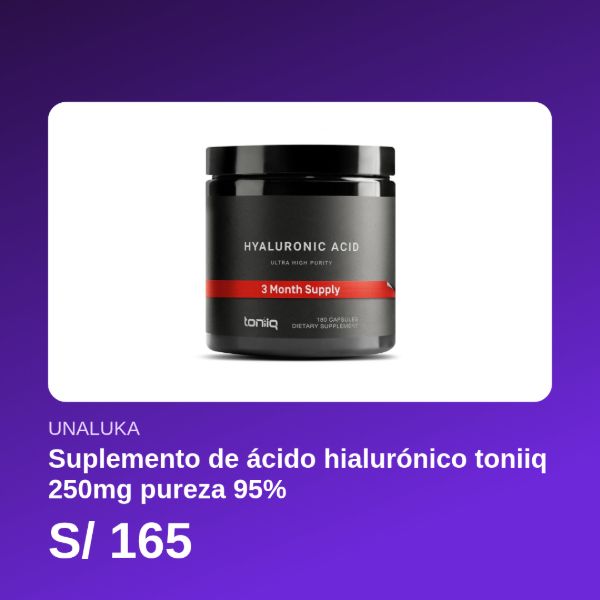 HYALURONIC ACID
ULTRA HIGH PURITY
3 Month Supply
toniiq
180 CAPSULES
DIETARY SUPPLEMENT
UNALUKA
Suplemento de ácido hialurónico toniiq
250mg pureza 95%
S/ 165